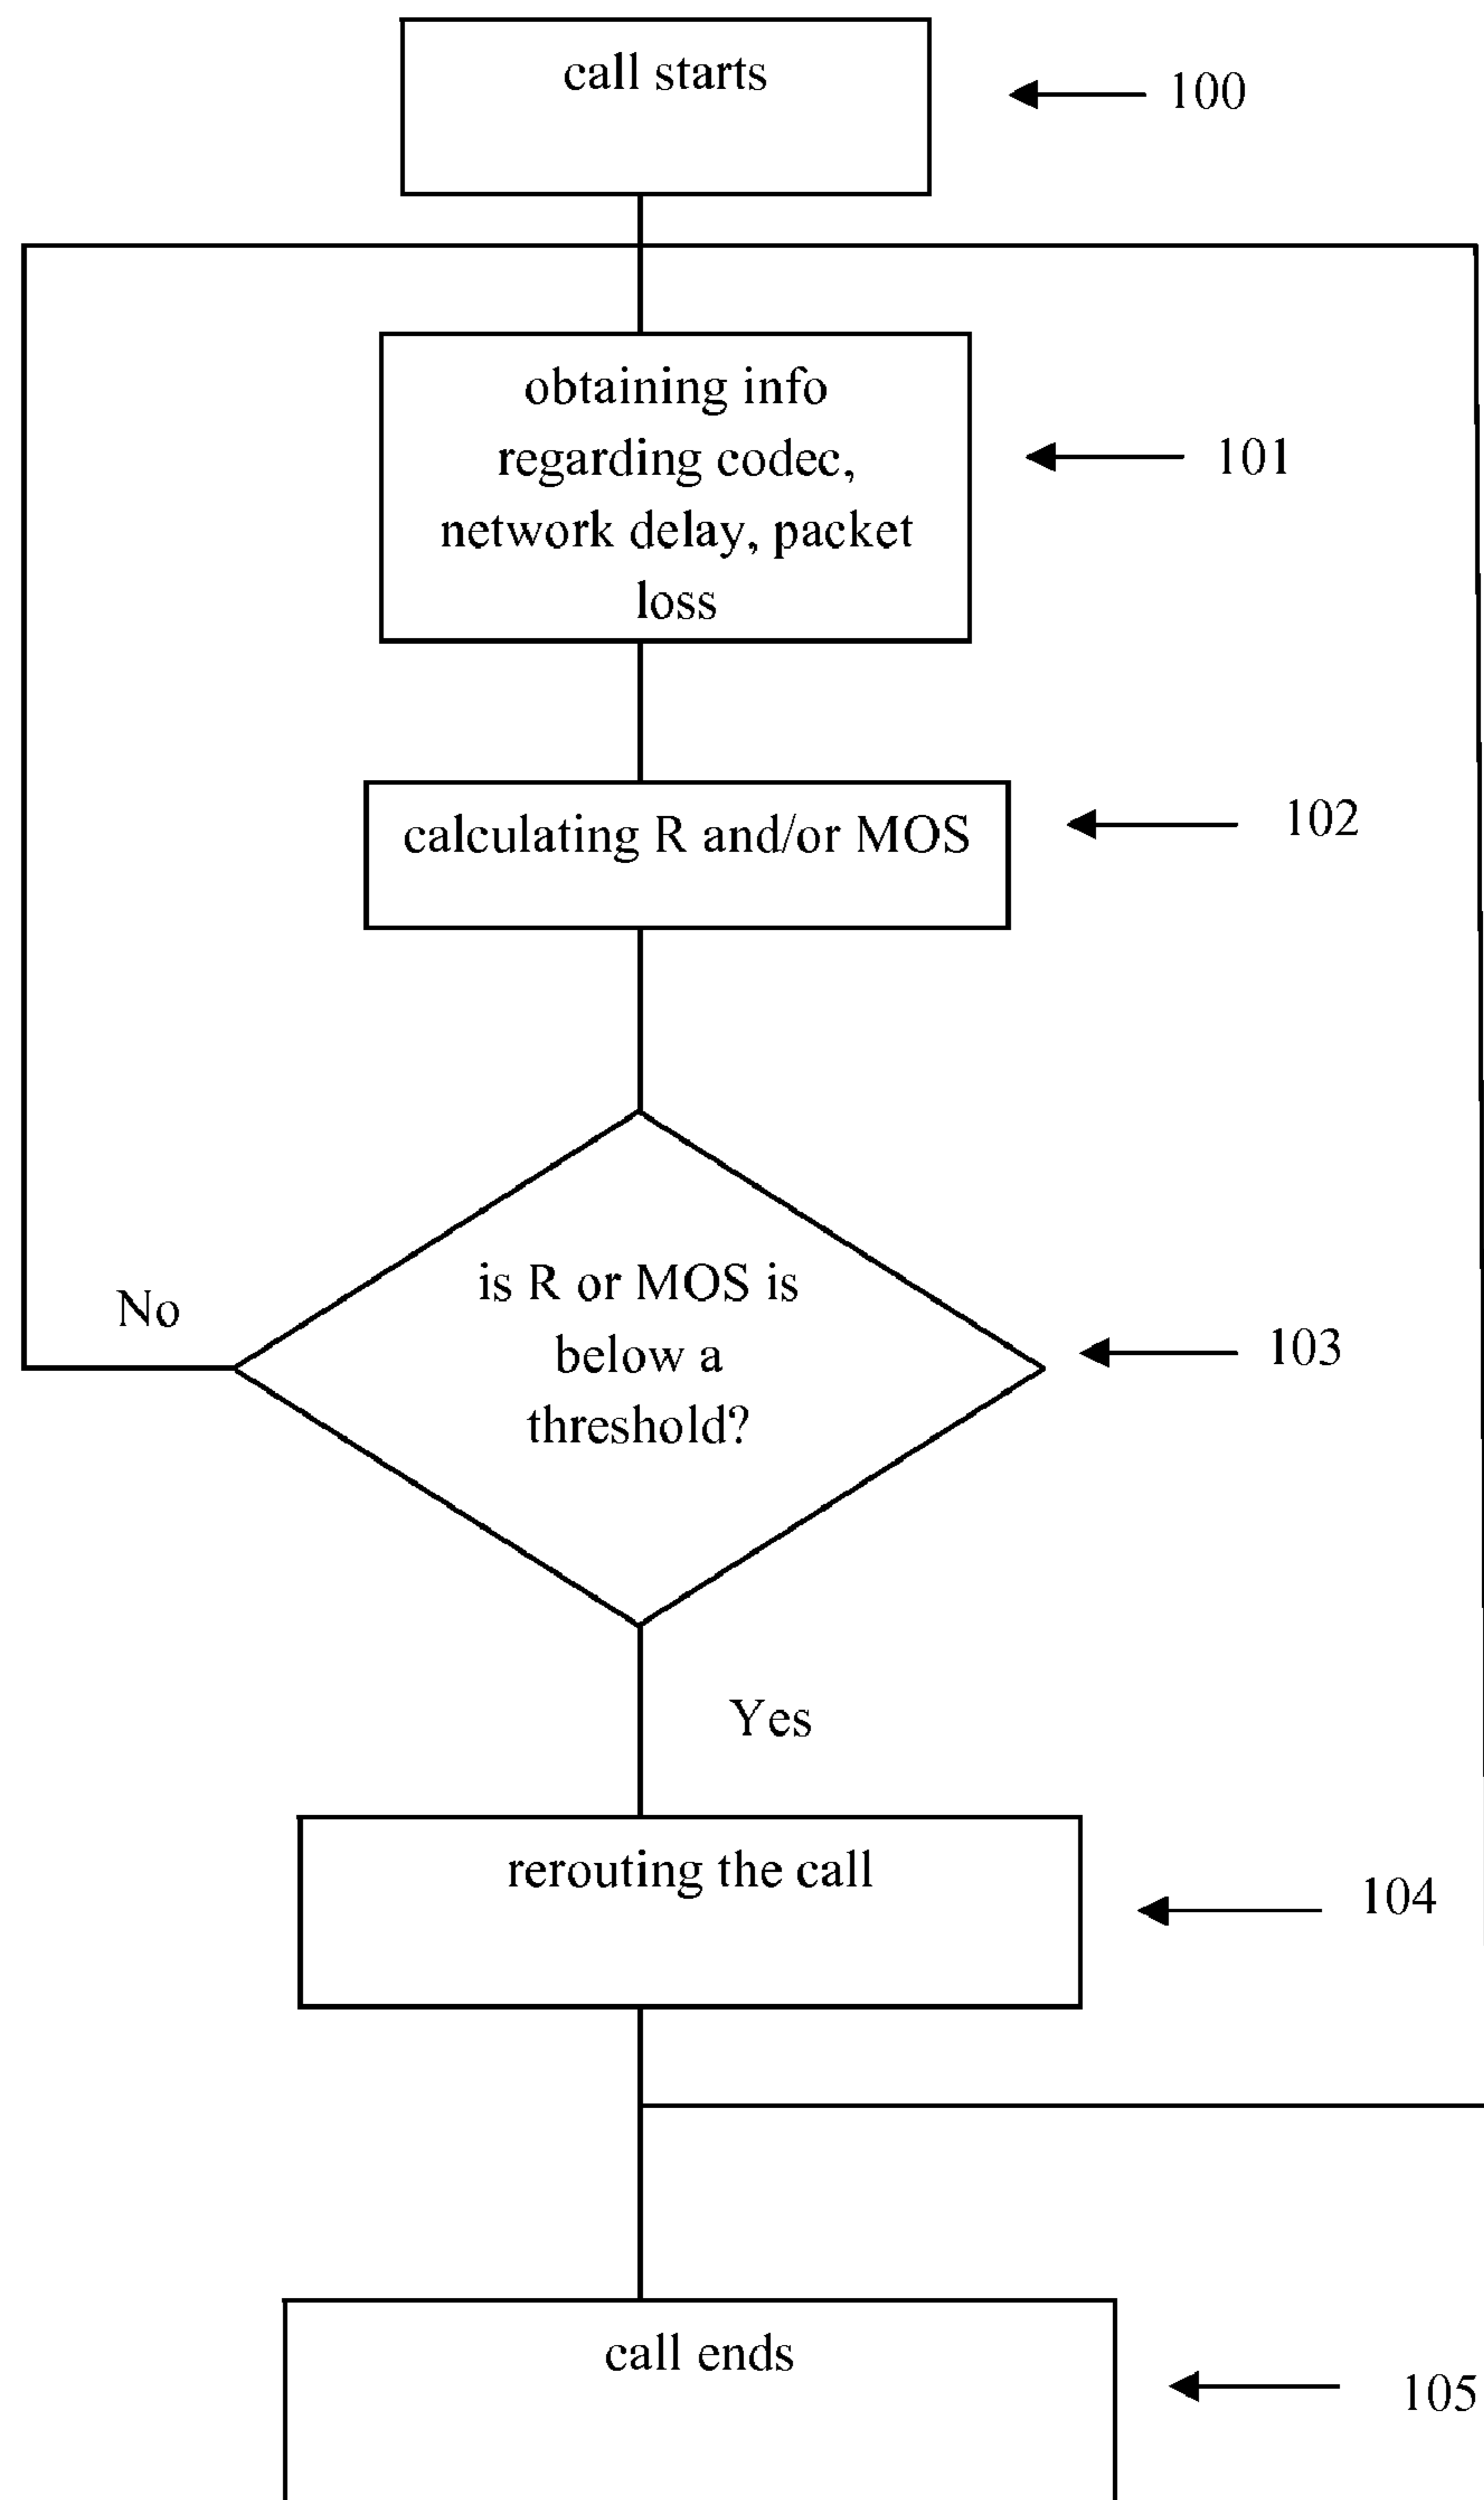 call starts
100
obtaining info
regarding codec,
network delay, packet
loss
101
calculating R and/or MOS
102
is R or MOS is
below a
threshold?
No
103
Yes
rerouting the call
104
call ends
105